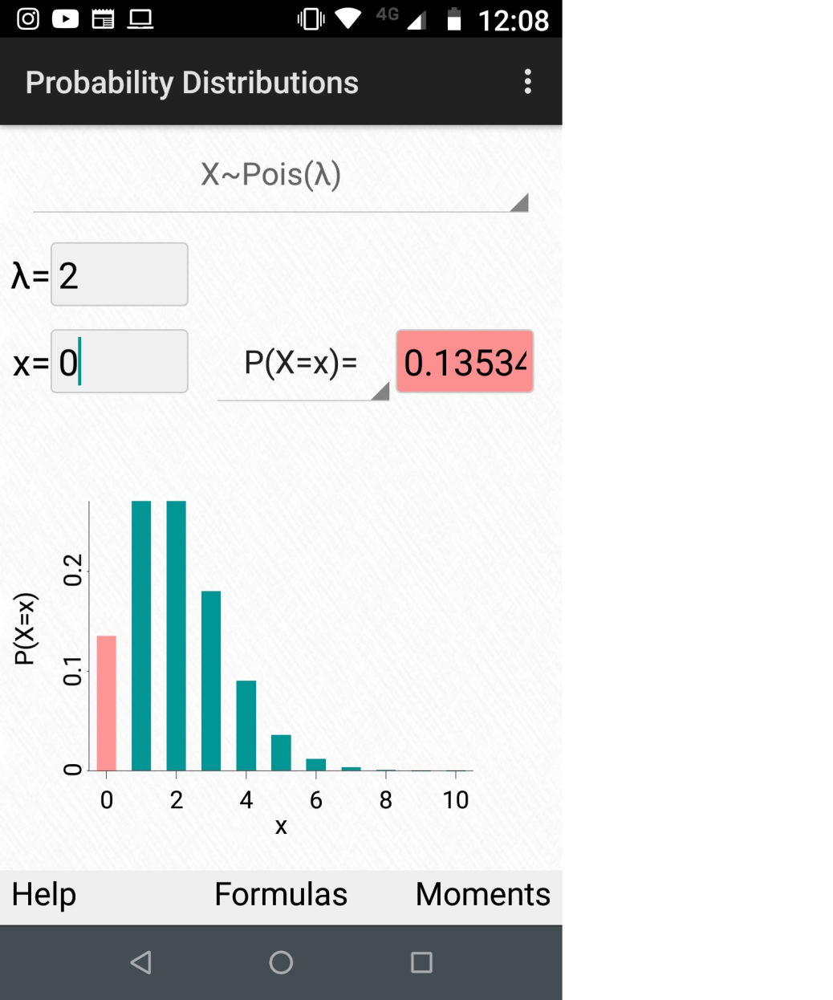 4G 12:08
Probability Distributions
X~Pois(λ)
λ= 2
x= 0 P(X=x)= 0.13534
P(X=x)
0.2
0.1
0
0 2 4 6 8 10
x
Help Formulas Moments